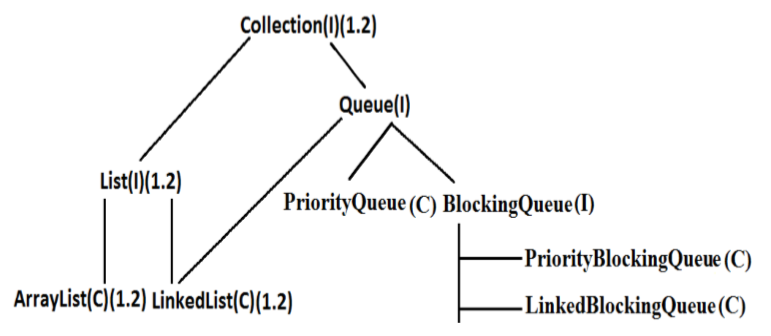 Collection(I)(1.2)
Queue(I)
List(I)(1.2)
PriorityQueue (C) BlockingQueue(I)
PriorityBlockingQueue (C)
ArrayList(C)(1.2) LinkedList(C)(1.2)
LinkedBlockingQueue (C)